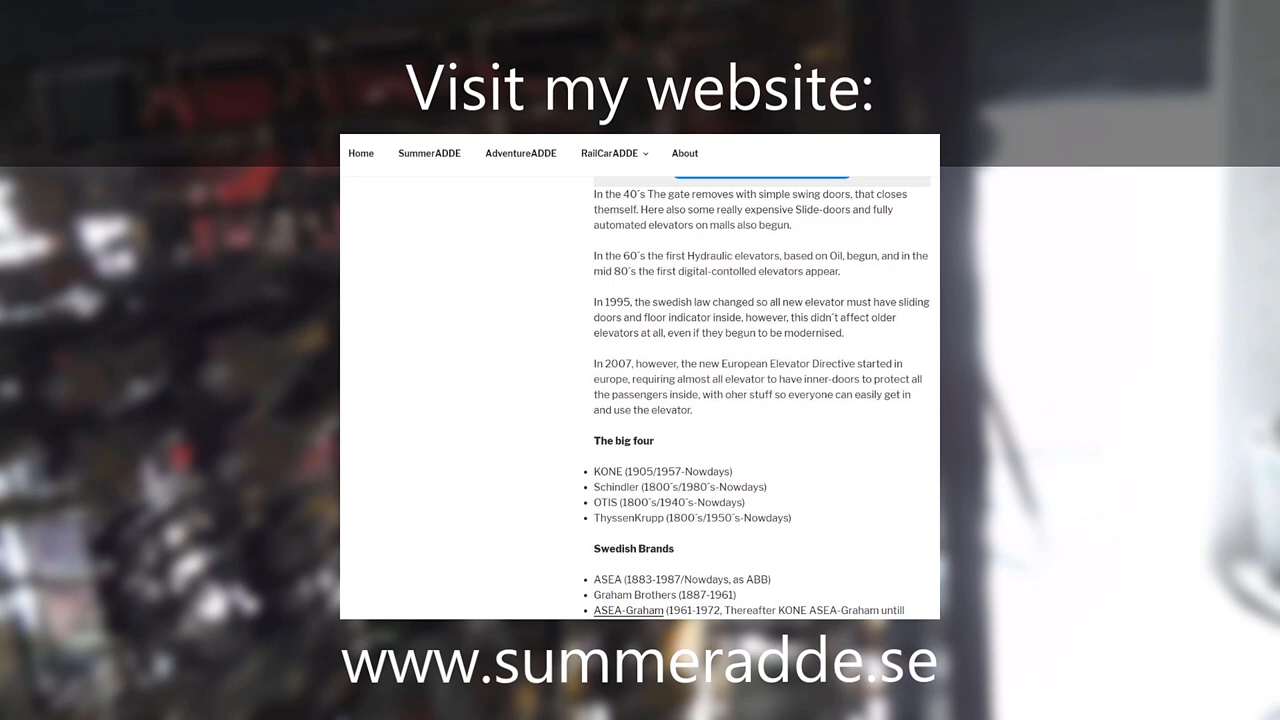 Visit my website:
Home SummerADDE AdventureADDE RailCarADDE About
In the 40´s The gate removes with simple swing doors, that closes
themself. Here also some really expensive Slide-doors and fully
automated elevators on malls also begun.
In the 60´s the first Hydraulic elevators, based on Oil, begun, and in the
mid 80´s the first digital-contolled elevators appear.
In 1995, the swedish law changed so all new elevator must have sliding
doors and floor indicator inside, however, this didn´t affect older
elevators at all, even if they begun to be modernised.
In 2007, however, the new European Elevator Directive started in
europe, requiring almost all elevator to have inner-doors to protect all
the passengers inside, with oher stuff so everyone can easily get in
and use the elevator.
The big four
• KONE (1905/1957-Nowdays)
• Schindler (1800´s/1980´s-Nowdays)
• OTIS (1800´s/1940´s-Nowdays)
• ThyssenKrupp (1800´s/1950´s-Nowdays)
Swedish Brands
• ASEA (1883-1987/Nowdays, as ABB)
• Graham Brothers (1887-1961)
• ASEA-Graham (1961-1972, Thereafter KONE ASEA-Graham untill
www.summeradde.se